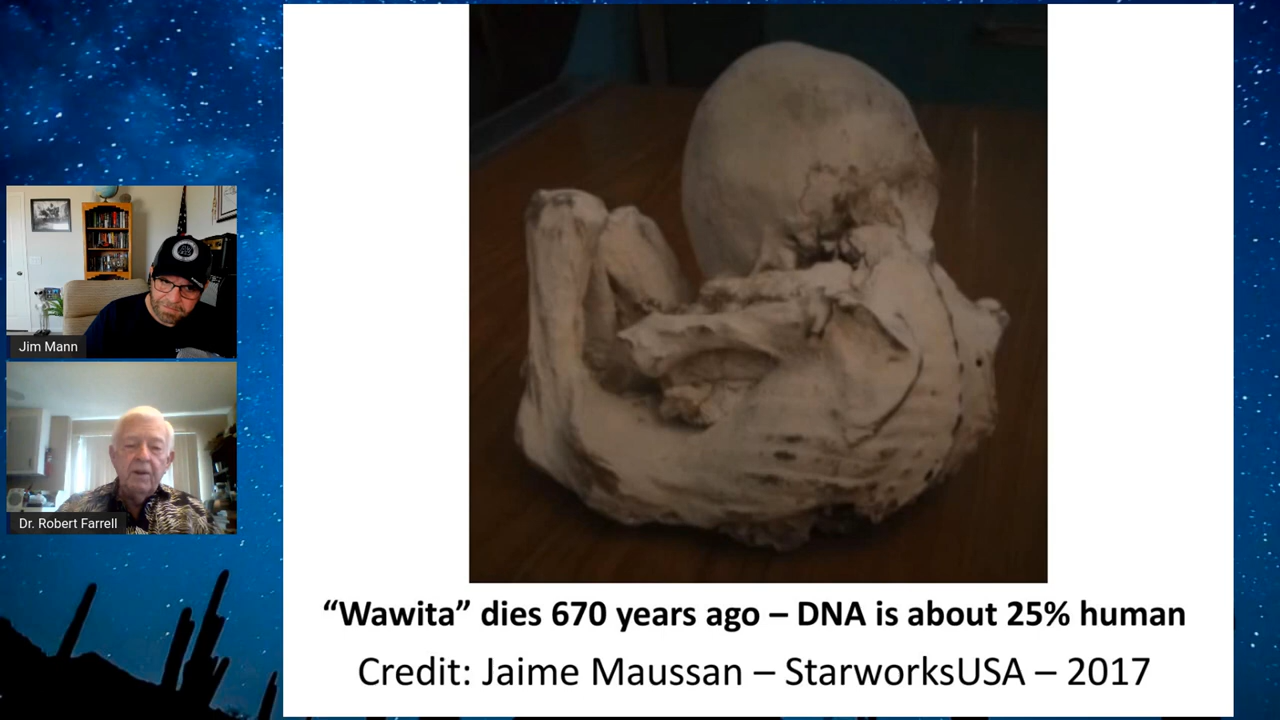 Jim Mann
Dr. Robert Farrell
“Wawita” dies 670 years ago – DNA is about 25% human
Credit: Jaime Maussan – StarworksUSA – 2017